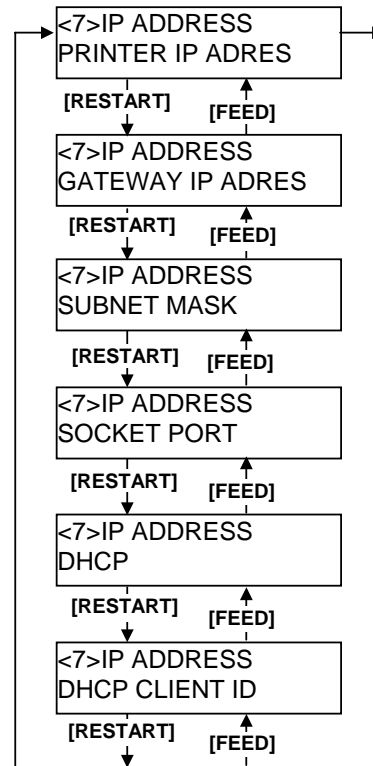 <7>IP ADDRESS
PRINTER IP ADRES
[RESTART] [FEED]
<7>IP ADDRESS
GATEWAY IP ADRES
[RESTART] [FEED]
<7>IP ADDRESS
SUBNET MASK
[RESTART] [FEED]
<7>IP ADDRESS
SOCKET PORT
[RESTART] [FEED]
<7>IP ADDRESS
DHCP
[RESTART] [FEED]
<7>IP ADDRESS
DHCP CLIENT ID
[RESTART] [FEED]